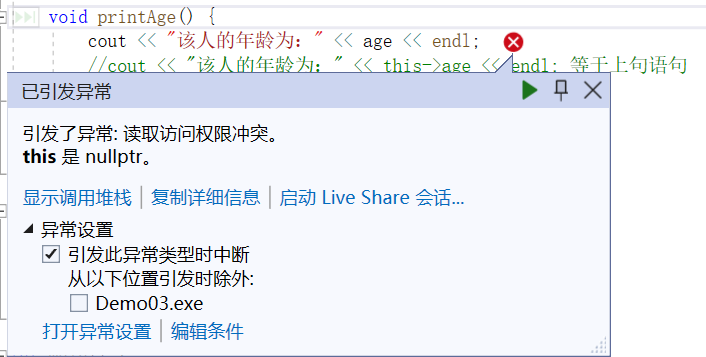 void printAge() {
cout << "该人的年龄为：" << age << endl;
//cout << "该人的年龄为：" << this->age << endl; 等于上句语句
已引发异常
引发了异常: 读取访问权限冲突。
this 是 nullptr。
显示调用堆栈 | 复制详细信息 | 启动 Live Share 会话...
异常设置
引发此异常类型时中断
从以下位置引发时除外:
Demo03.exe
打开异常设置 | 编辑条件